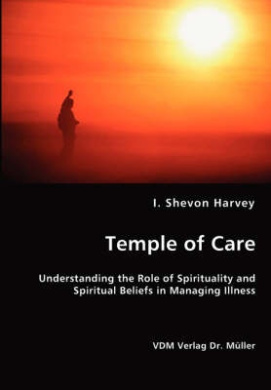 I. Shevon Harvey
Temple of Care
Understanding the Role of Spirituality and
Spiritual Beliefs in Managing Illness
VDM Verlag Dr. Müller